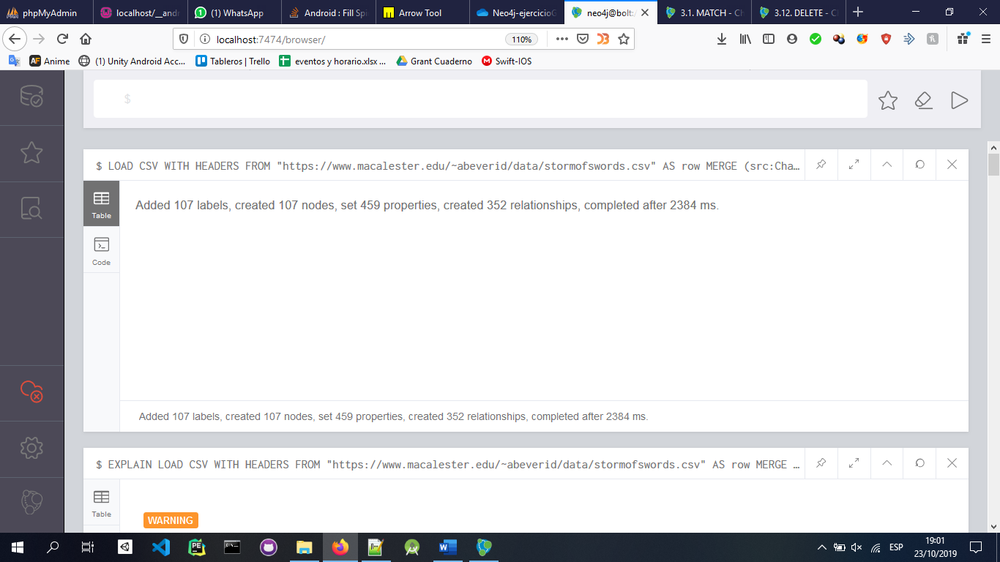 phpMyAdmin
localhost/__andr
(1) WhatsApp
Android : Fill Spi
Arrow Tool
Neo4j-ejercicioG
neo4j@bolt:/
3.1. MATCH - Ch
3.12. DELETE - Cl
localhost:7474/browser/
110%
Anime
(1) Unity Android Acc...
Tableros | Trello
eventos y horario.xlsx ...
Grant Cuaderno
Swift-IOS
$
$ LOAD CSV WITH HEADERS FROM "https://www.macalester.edu/~abeverid/data/stormofswords.csv" AS row MERGE (src:Cha…
Table
Added 107 labels, created 107 nodes, set 459 properties, created 352 relationships, completed after 2384 ms.
Code
Added 107 labels, created 107 nodes, set 459 properties, created 352 relationships, completed after 2384 ms.
$ EXPLAIN LOAD CSV WITH HEADERS FROM "https://www.macalester.edu/~abeverid/data/stormofswords.csv" AS row MERGE …
Table
WARNING
ESP
19:01
23/10/2019